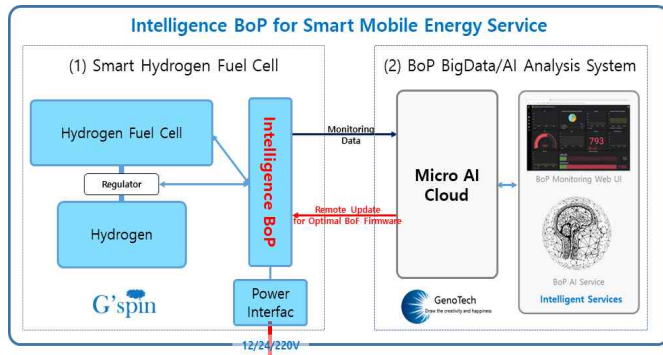 Intelligence BoP for Smart Mobile Energy Service
(1) Smart Hydrogen Fuel Cell
(2) BoP BigData/AI Analysis System
Hydrogen Fuel Cell
Regulator
Hydrogen
Intelligence BoP
Monitoring
Data
Remote Update
for Optimal BoF Firmware
Micro AI
Cloud
793
BoP Monitoring Web UI
BoP AI Service
Intelligent Services
Power
Interfac
G'spin
GenoTech
Draw the creativity and happiness
12/24/220V